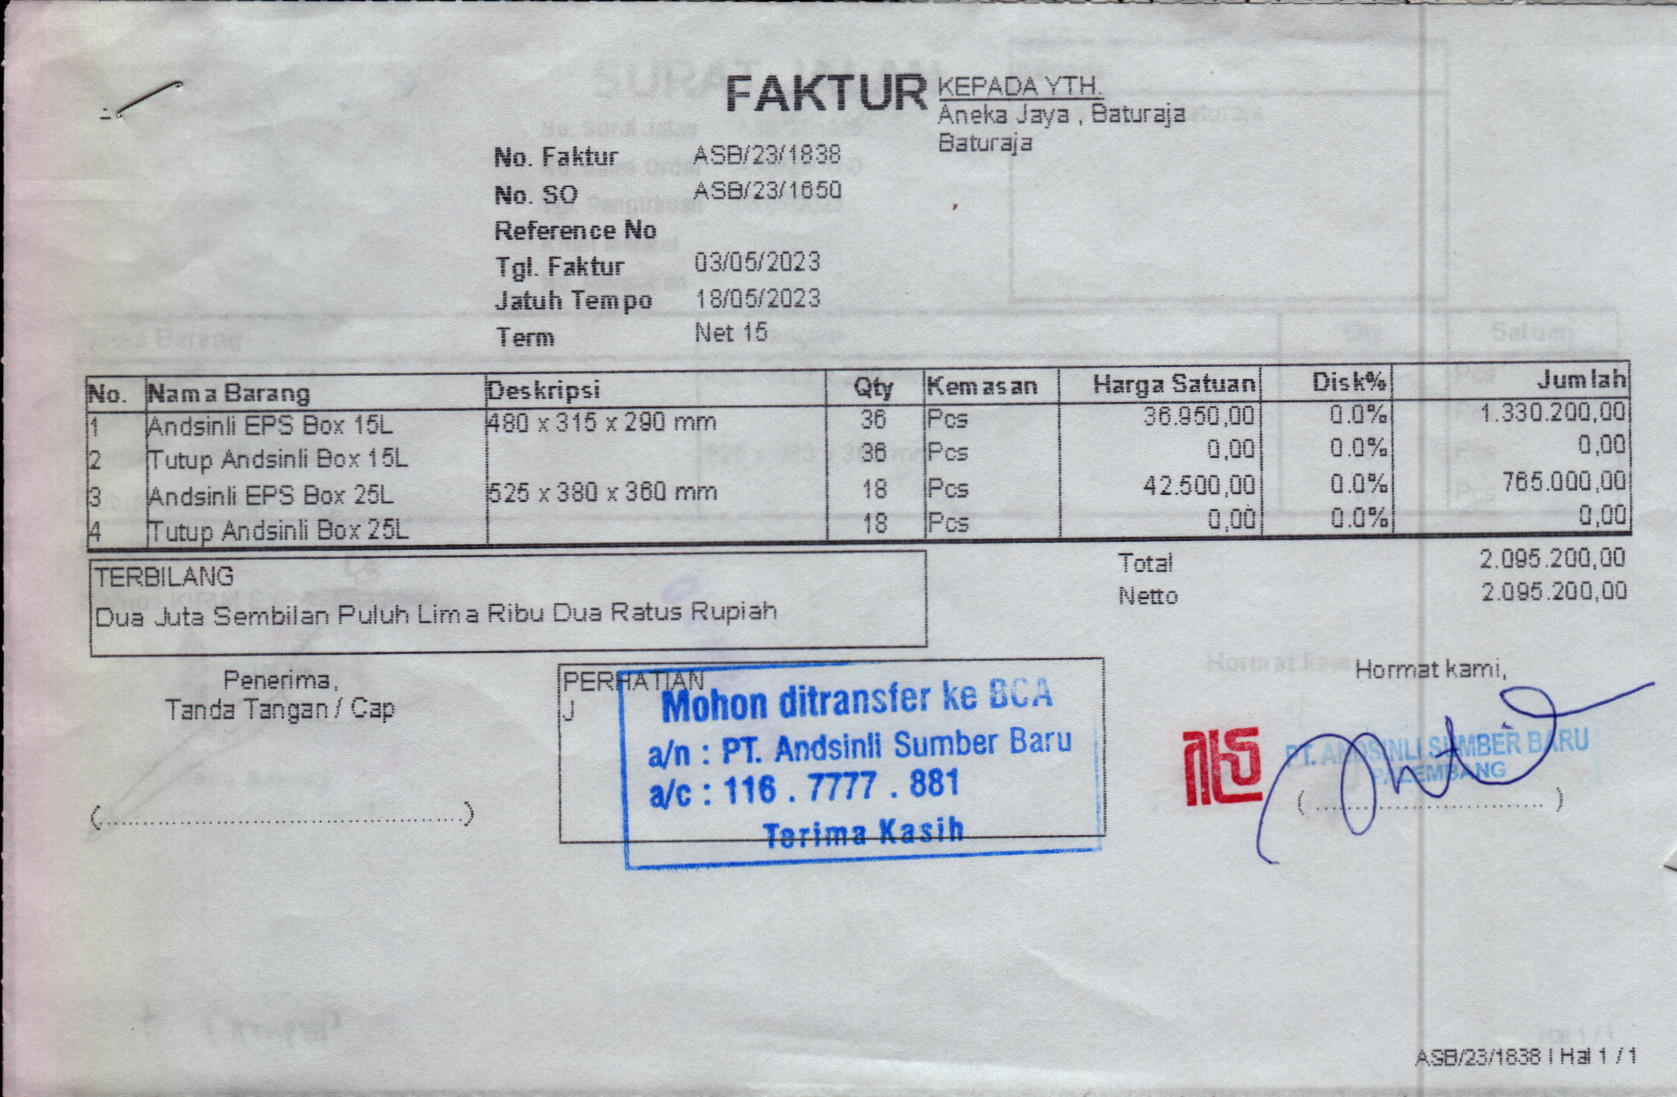 FAKTUR
KEPADA YTH.
Aneka Jaya , Baturaja
Baturaja
No. Faktur ASB/23/1838
No. SO ASB/23/1650
Reference No
Tgl. Faktur 03/05/2023
Jatuh Tempo 18/05/2023
Term Net 15
No. Nama Barang Deskripsi Qty Kemasan Harga Satuan Disk% Jumlah
1 Andsinli EPS Box 15L 480 x 315 x 290 mm 36 Pcs 36.950,00 0.0% 1.330.200,00
2 Tutup Andsinli Box 15L 36 Pcs 0,00 0.0% 0,00
3 Andsinli EPS Box 25L 525 x 380 x 360 mm 18 Pcs 42.500,00 0.0% 765.000,00
4 Tutup Andsinli Box 25L 18 Pcs 0,00 0.0% 0,00
Total 2.095.200,00
Netto 2.095.200,00
TERBILANG
Dua Juta Sembilan Puluh Lima Ribu Dua Ratus Rupiah
Penerima,
Tanda Tangan / Cap
(................................................)
PERHATIAN
J
Mohon ditransfer ke BCA
a/n : PT. Andsinli Sumber Baru
a/c : 116 . 7777 . 881
Terima Kasih
Hormat kami,
PT. ANDSINLI SUMBER BARU
PALEMBANG
(................................)
ASB/23/1838 | Hal 1 / 1